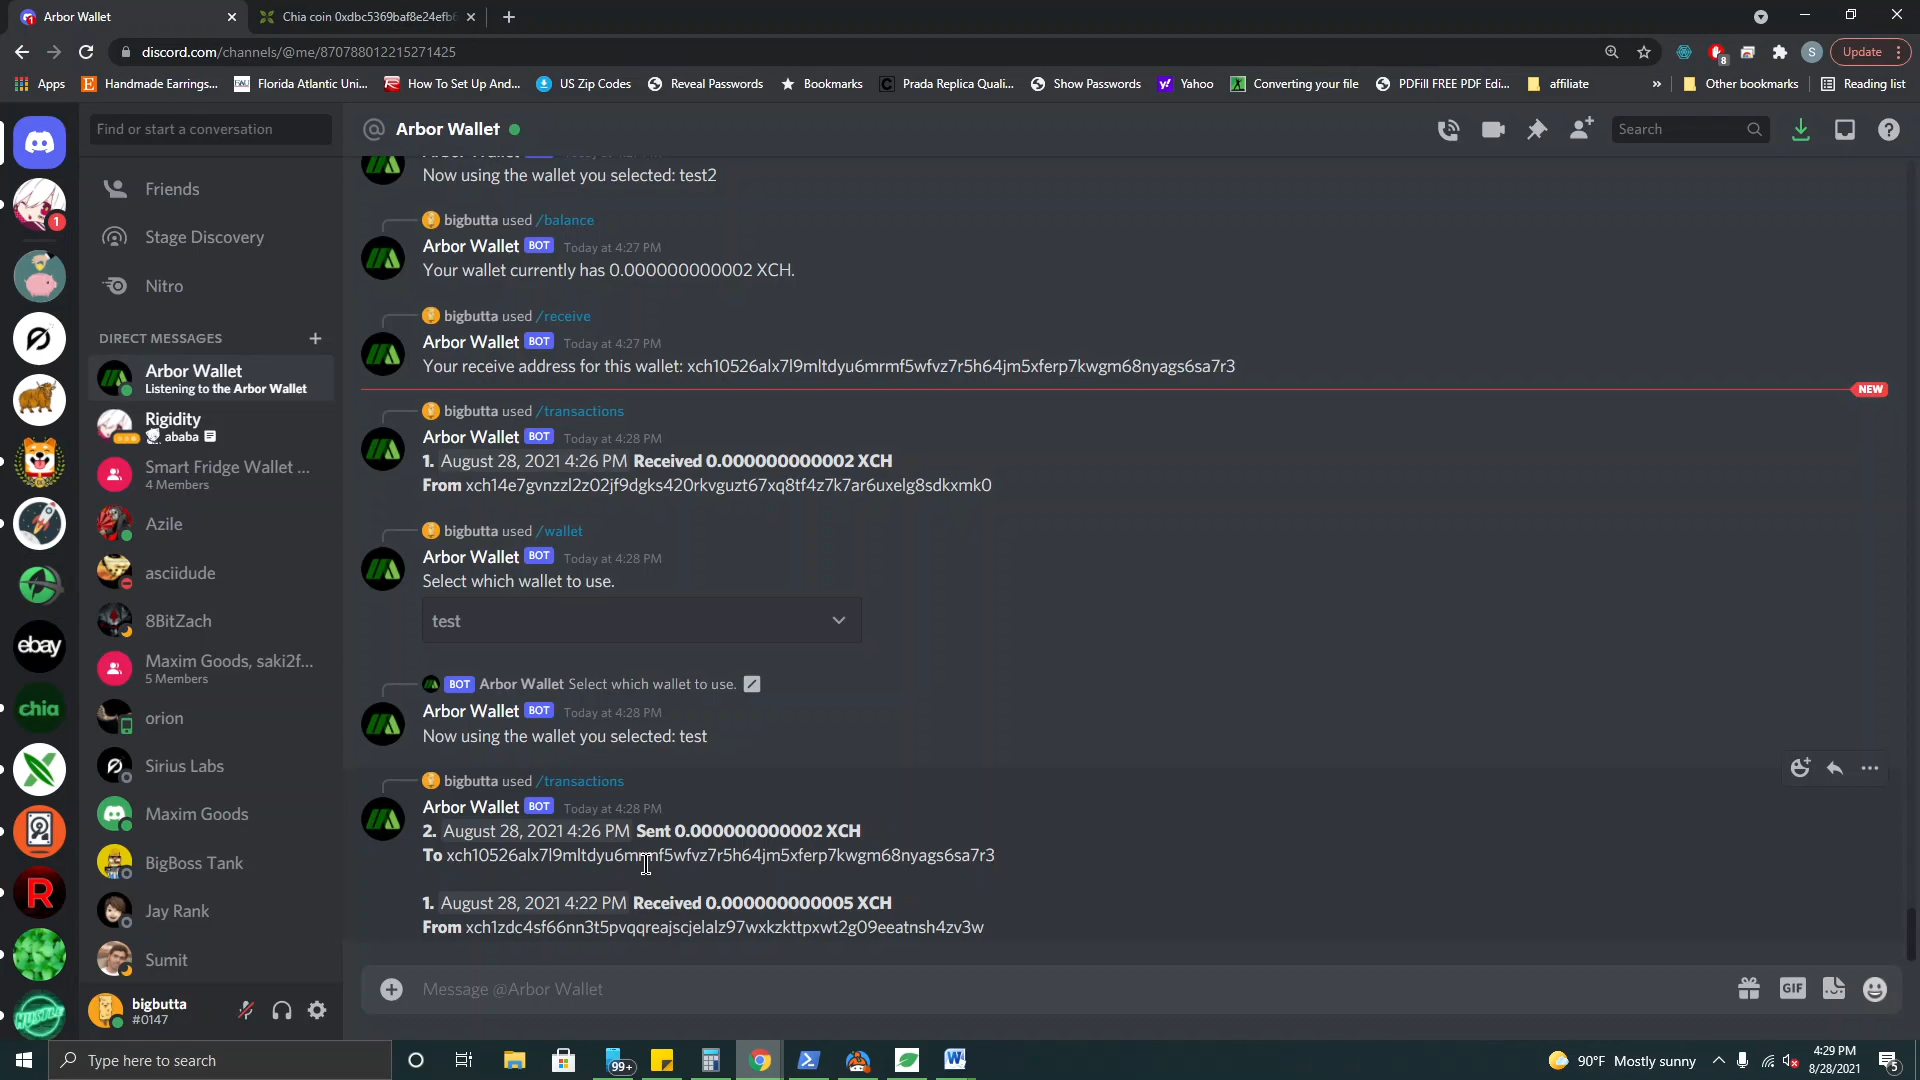 Arbor Wallet
Chia coin 0xdbc5369baf8e24efb6
discord.com/channels/@me/870788012215271425
8
S
Update
Apps
Handmade Earrings...
FAU
Florida Atlantic Uni...
How To Set Up And...
US Zip Codes
Reveal Passwords
Bookmarks
Prada Replica Quali...
Show Passwords
Yahoo
Converting your file
PDFill FREE PDF Edi...
affiliate
»
Other bookmarks
Reading list
Find or start a conversation
Arbor Wallet
Search
Friends
Stage Discovery
Nitro
DIRECT MESSAGES
Arbor Wallet
Listening to the Arbor Wallet
Rigidity
ababa
Smart Fridge Wallet ...
4 Members
Azile
asciidude
8BitZach
Maxim Goods, saki2f...
5 Members
orion
Sirius Labs
Maxim Goods
BigBoss Tank
Jay Rank
Sumit
bigbutta
#0147
1
ebay
chia
R
HUSTLE
Now using the wallet you selected: test2
bigbutta used /balance
Arbor Wallet BOT Today at 4:27 PM
Your wallet currently has 0.000000000002 XCH.
bigbutta used /receive
Arbor Wallet BOT Today at 4:27 PM
Your receive address for this wallet: xch10526alx7l9mltdyu6mrmf5wfvz7r5h64jm5xferp7kwgm68nyags6sa7r3
NEW
bigbutta used /transactions
Arbor Wallet BOT Today at 4:28 PM
1. August 28, 2021 4:26 PM Received 0.000000000002 XCH
From xch14e7gvnzzl2z02jf9dgks420rkvguzt67xq8tf4z7k7ar6uxelg8sdkxmk0
bigbutta used /wallet
Arbor Wallet BOT Today at 4:28 PM
Select which wallet to use.
test
BOT Arbor Wallet Select which wallet to use.
Arbor Wallet BOT Today at 4:28 PM
Now using the wallet you selected: test
bigbutta used /transactions
Arbor Wallet BOT Today at 4:28 PM
2. August 28, 2021 4:26 PM Sent 0.000000000002 XCH
To xch10526alx7l9mltdyu6mrmf5wfvz7r5h64jm5xferp7kwgm68nyags6sa7r3
1. August 28, 2021 4:22 PM Received 0.000000000005 XCH
From xch1zdc4sf66nn3t5pvqqreajscjelalz97wxkzkttpxwt2g09eeatnsh4zv3w
Message @Arbor Wallet
GIF
Type here to search
99+
90°F Mostly sunny
4:29 PM
8/28/2021
5